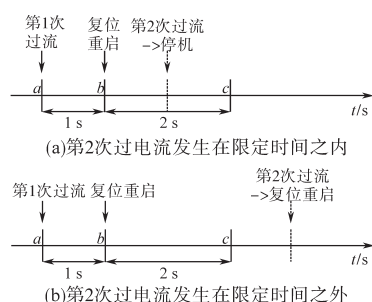 第1次
过流
复位
重启
第2次过流
->停机
a
b
c
1 s
2 s
t/s
(a)第2次过电流发生在限定时间之内
第1次过流 复位重启
第2次过流
->复位重启
a
b
c
1 s
2 s
t/s
(b)第2次过电流发生在限定时间之外